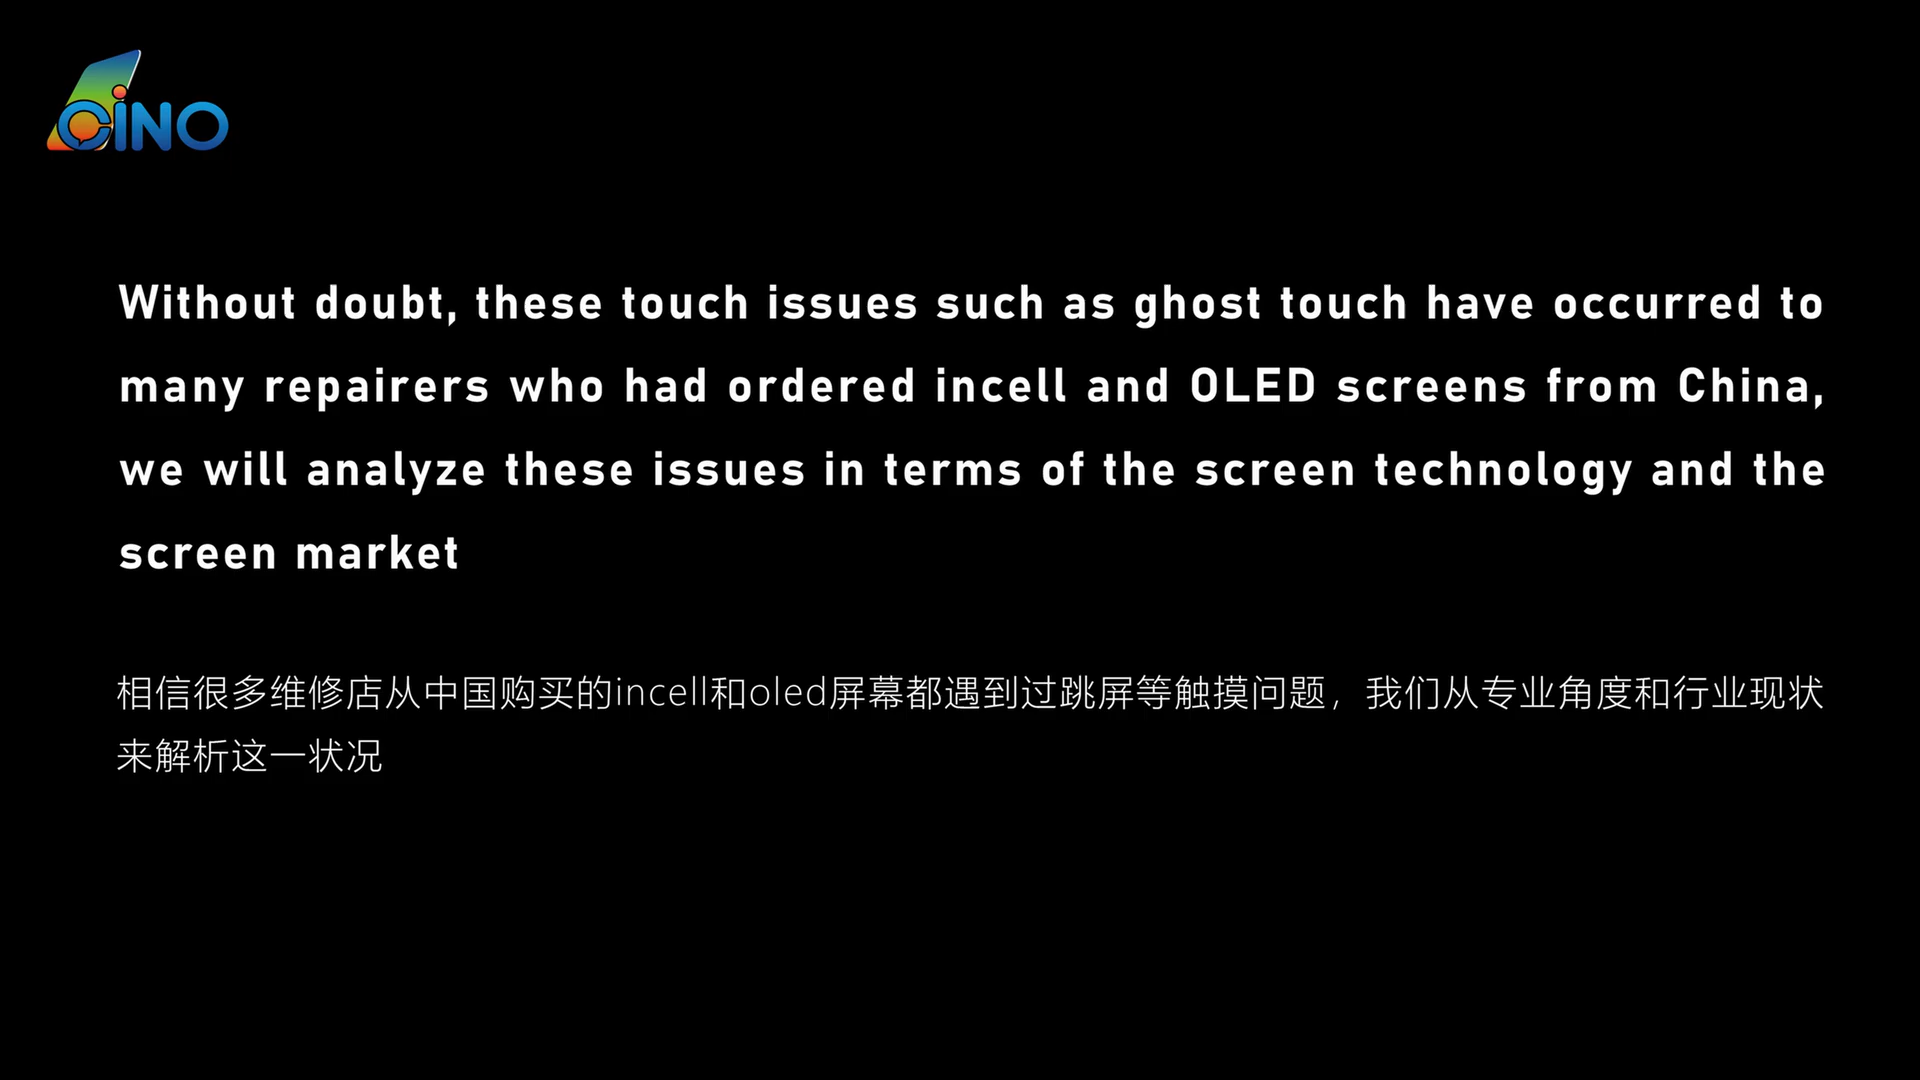 CiNO
Without doubt, these touch issues such as ghost touch have occurred to
many repairers who had ordered incell and OLED screens from China,
we will analyze these issues in terms of the screen technology and the
screen market
相信很多维修店从中国购买的incell和oled屏幕都遇到过跳屏等触摸问题，我们从专业角度和行业现状
来解析这一状况